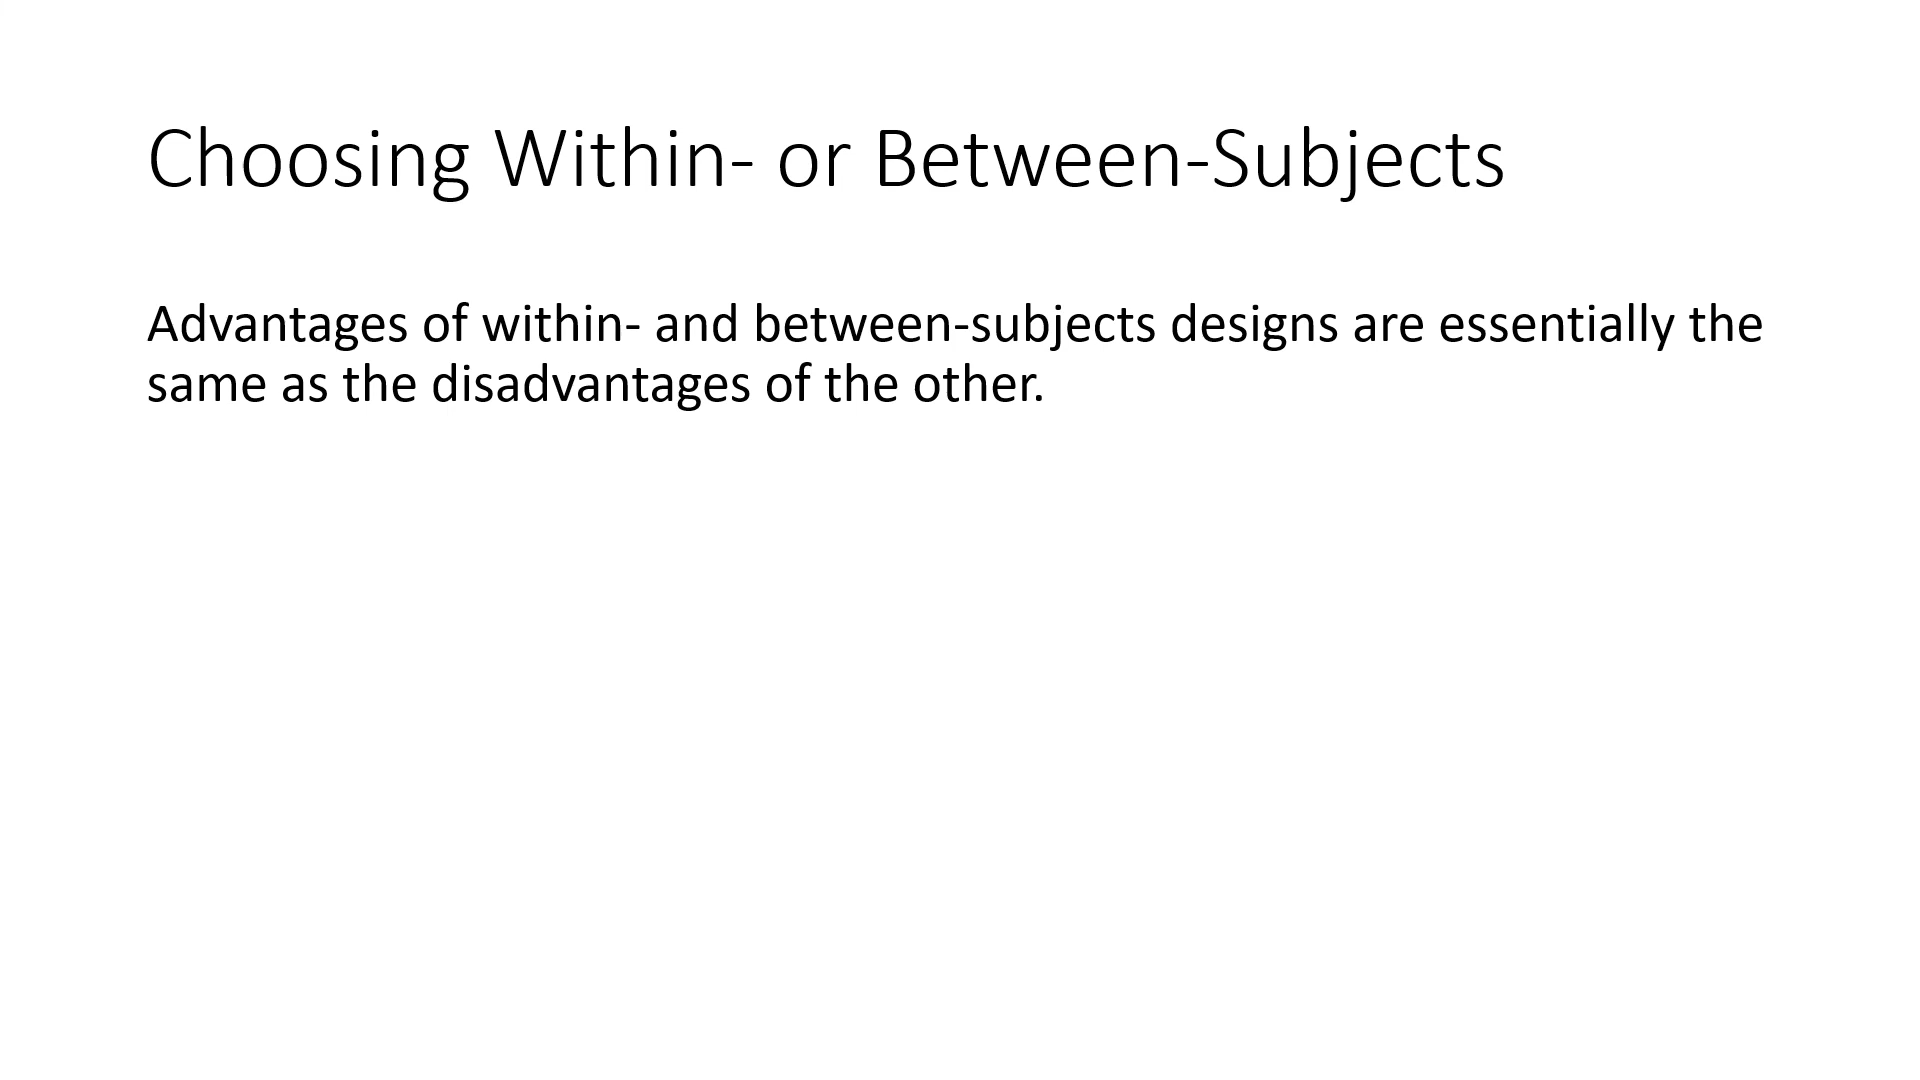 Choosing Within- or Between-Subjects
Advantages of within- and between-subjects designs are essentially the
same as the disadvantages of the other.